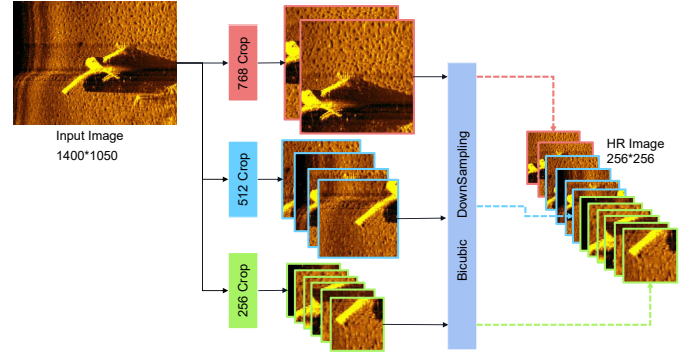 Input Image
1400*1050
768 Crop
512 Crop
256 Crop
Bicubic DownSampling
HR Image
256*256